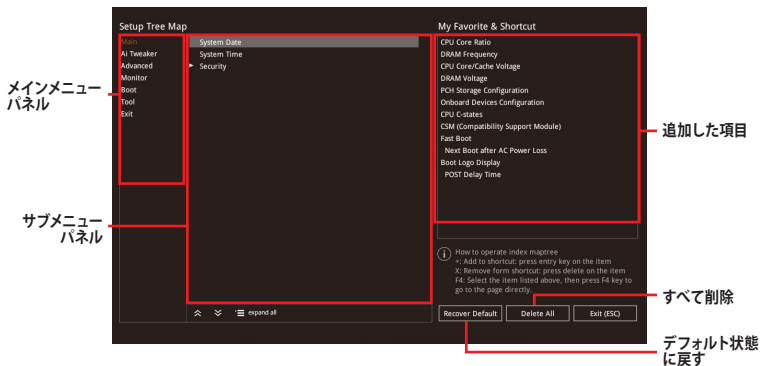 Setup Tree Map
Main
Ai Tweaker
Advanced
Monitor
Boot
Tool
Exit
System Date
System Time
Security
expand all
My Favorite & Shortcut
CPU Core Ratio
DRAM Frequency
CPU Core/Cache Voltage
DRAM Voltage
PCH Storage Configuration
Onboard Devices Configuration
CPU C-states
CSM (Compatibility Support Module)
Fast Boot
Next Boot after AC Power Loss
Boot Logo Display
POST Delay Time
How to operate index maptree
+: Add to shortcut: press entry key on the item
X: Remove form shortcut: press delete on the item
F4: Select the item listed above, then press F4 key to
go to the page directly.
Recover Default
Delete All
Exit (ESC)
メインメニュー
パネル
サブメニュー
パネル
追加した項目
すべて削除
デフォルト状態
に戻す